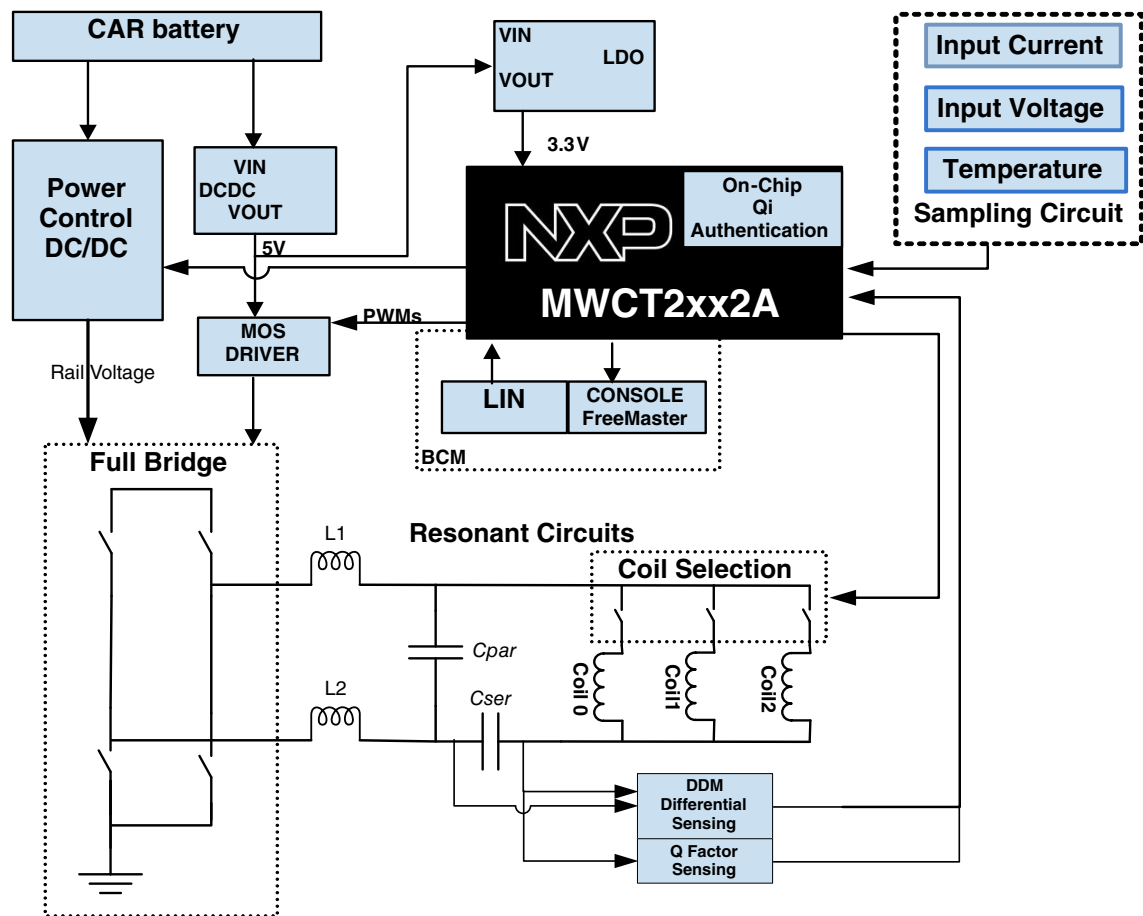 CAR battery
VIN
LDO
VOUT
Input Current
Input Voltage
Temperature
Sampling Circuit
3.3V
Power
Control
DC/DC
VIN
DCDC
VOUT
5V
NXP
On-Chip
Qi
Authentication
MWCT2xx2A
MOS
DRIVER
PWMs
Rail Voltage
LIN
CONSOLE
FreeMaster
BCM
Full Bridge
L1
Resonant Circuits
Coil Selection
Cpar
L2
Cser
Coil 0
Coil1
Coil2
DDM
Differential
Sensing
Q Factor
Sensing